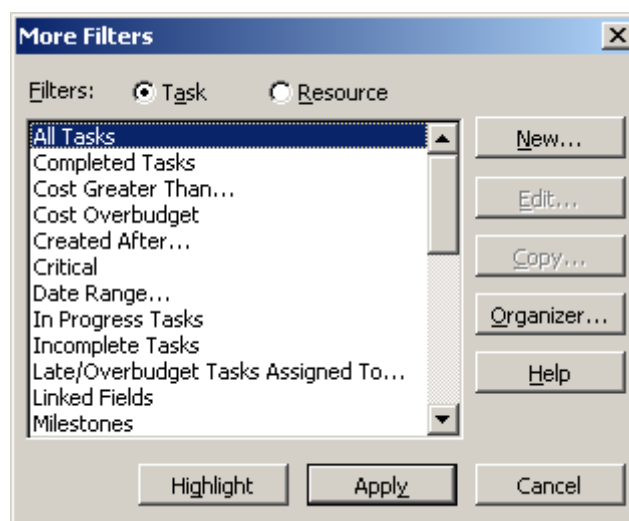 More Filters
Filters: Task Resource
All Tasks
Completed Tasks
Cost Greater Than...
Cost Overbudget
Created After...
Critical
Date Range...
In Progress Tasks
Incomplete Tasks
Late/Overbudget Tasks Assigned To...
Linked Fields
Milestones
New...
Edit...
Copy...
Organizer...
Help
Highlight Apply Cancel